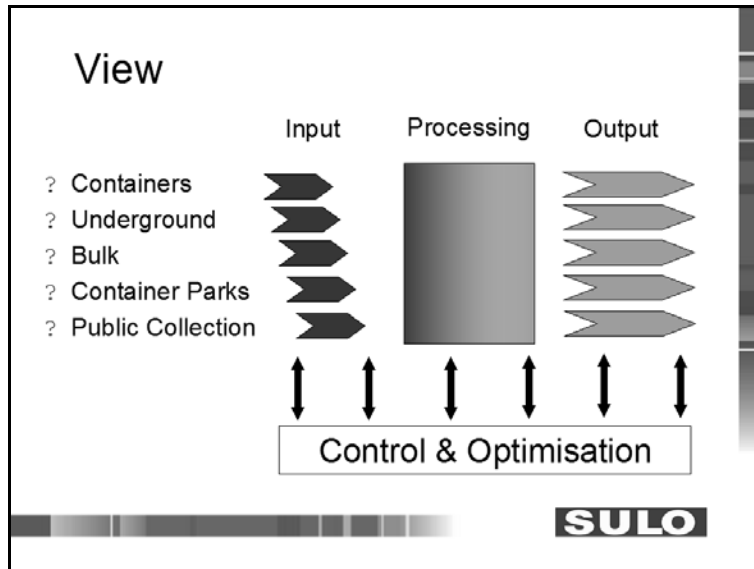 View
Input Processing Output
? Containers
? Underground
? Bulk
? Container Parks
? Public Collection
Control & Optimisation
SULO